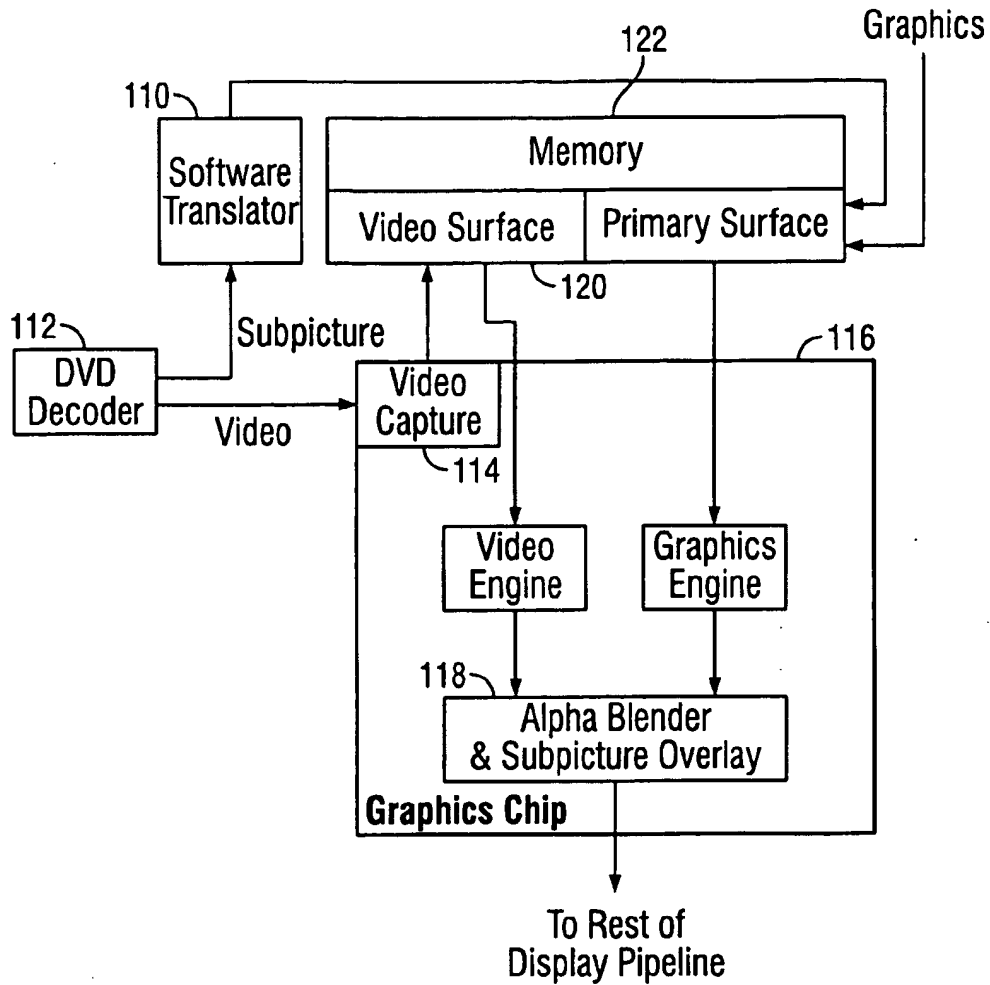 Graphics
122
110
Memory
Software
Translator
Video Surface
Primary Surface
120
112
Subpicture
116
DVD
Decoder
Video
Capture
Video
114
Video
Engine
Graphics
Engine
118
Alpha Blender
& Subpicture Overlay
Graphics Chip
To Rest of
Display Pipeline